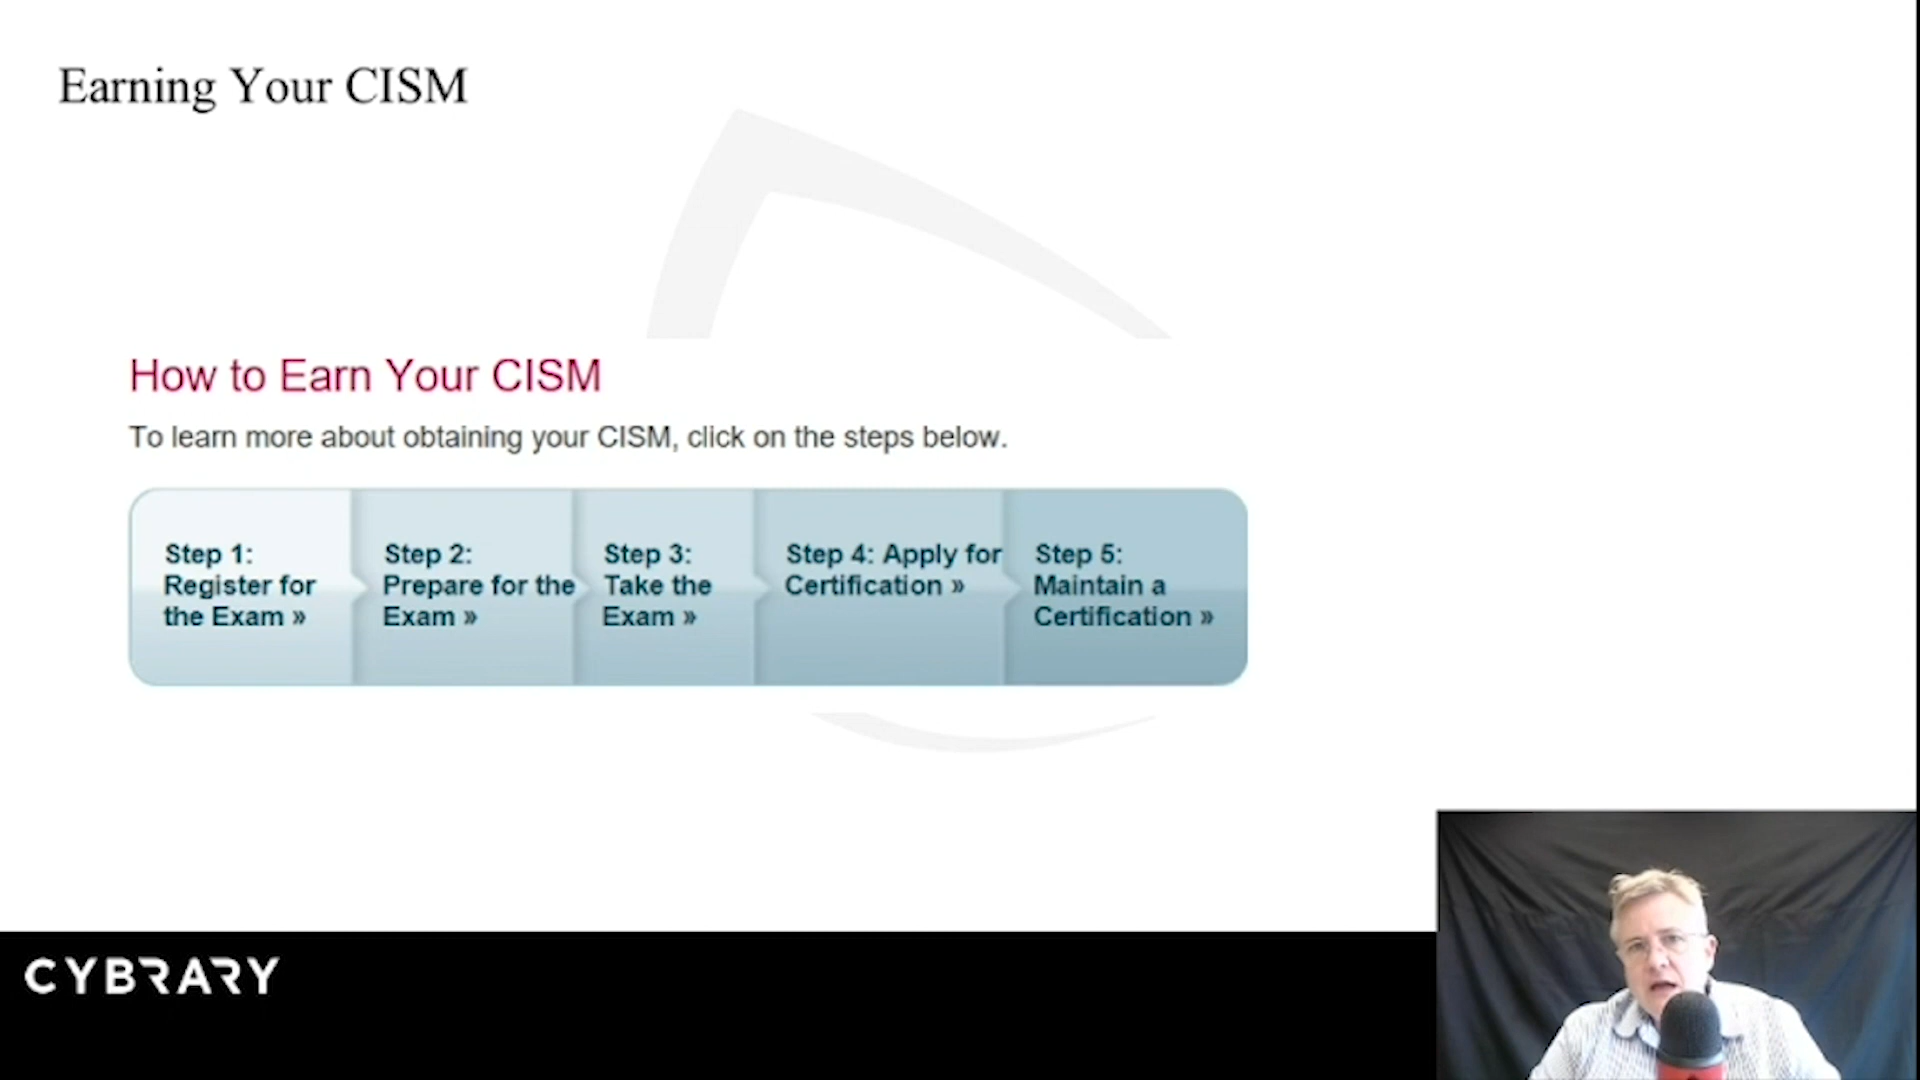 Earning Your CISM
How to Earn Your CISM
To learn more about obtaining your CISM, click on the steps below.
Step 1:
Register for
the Exam »
Step 2:
Prepare for the
Exam »
Step 3:
Take the
Exam »
Step 4: Apply for
Certification »
Step 5:
Maintain a
Certification »
CYBRARY